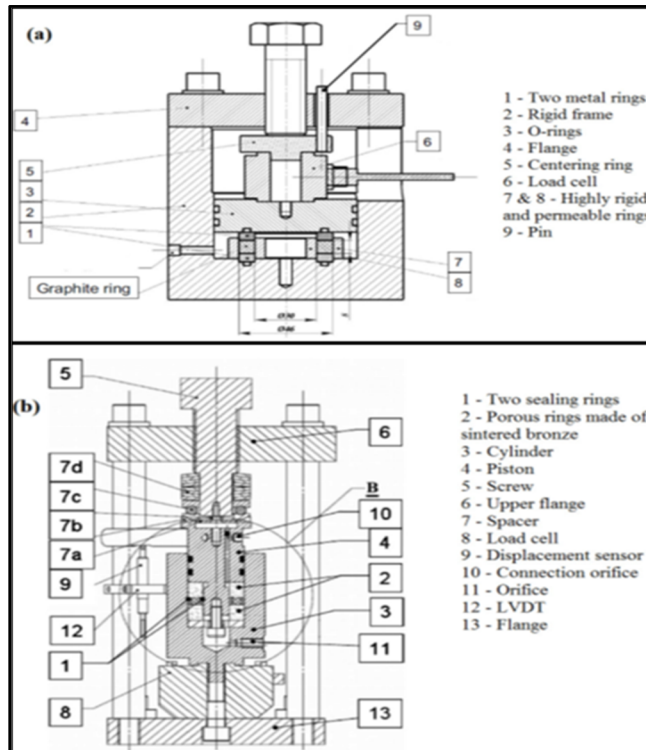 (a)
9
4
5
3
2
1
6
7
8
Graphite ring
1 - Two metal rings
2 - Rigid frame
3 - O-rings
4 - Flange
5 - Centering ring
6 - Load cell
7 & 8 - Highly rigid
and permeable rings
9 - Pin
(b)
5
6
7d
7c
7b
7a
B
10
4
9
2
12
3
11
1
8
13
1 - Two sealing rings
2 - Porous rings made of
sintered bronze
3 - Cylinder
4 - Piston
5 - Screw
6 - Upper flange
7 - Spacer
8 - Load cell
9 - Displacement sensor
10 - Connection orifice
11 - Orifice
12 - LVDT
13 - Flange